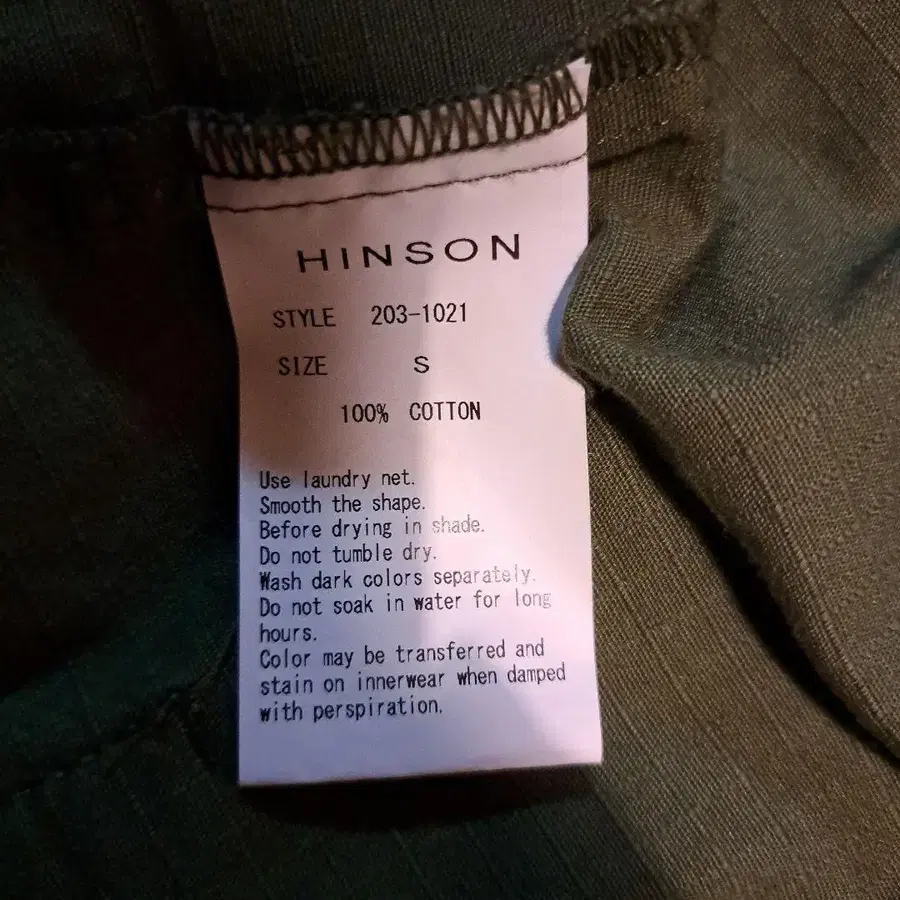 HINSON
STYLE 203-1021
SIZE S
100% COTTON
Use laundry net.
Smooth the shape.
Before drying in shade.
Do not tumble dry.
Wash dark colors separately.
Do not soak in water for long
hours.
Color may be transferred and
stain on innerwear when damped
with perspiration.